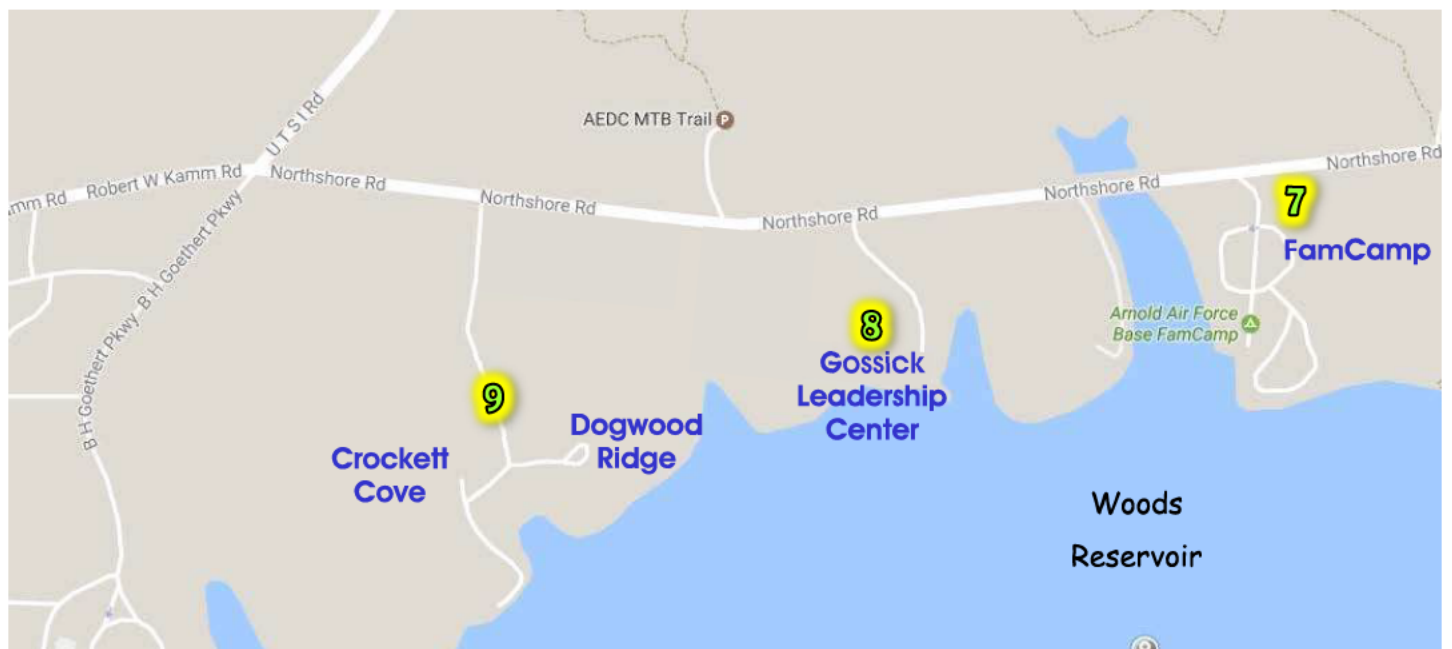 U T S I Rd
AEDC MTB Trail P
Robert W Kamm Rd
Northshore Rd
Northshore Rd
Northshore Rd
Northshore Rd
Northshore Rd
mm Rd
B H Goethert Pkwy
B H Goethert Pkwy
B H Goethert Pkwy
7
FamCamp
Arnold Air Force
Base FamCamp
8
Gossick
Leadership
Center
9
Dogwood
Ridge
Crockett
Cove
Woods
Reservoir